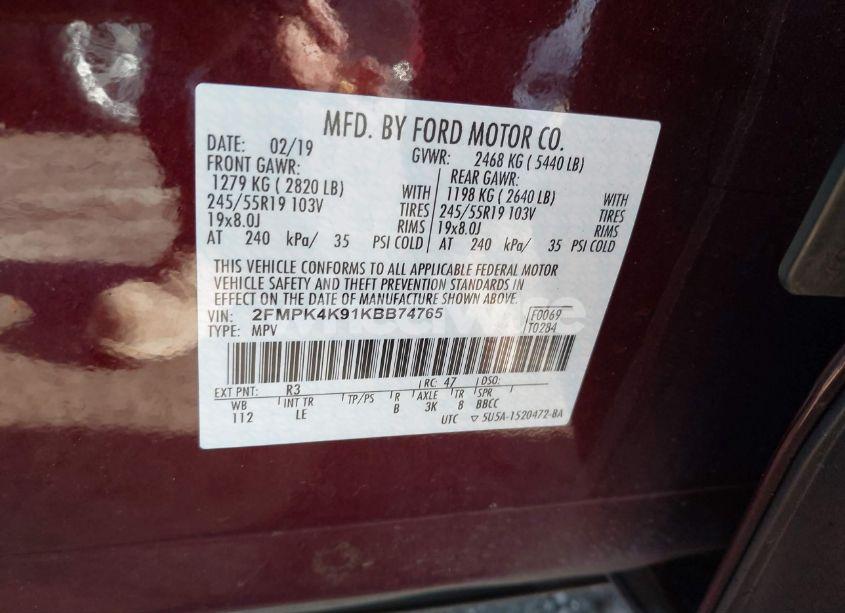 MFD. BY FORD MOTOR CO.
DATE: 02/19 GVWR: 2468 KG ( 5440 LB)
FRONT GAWR: REAR GAWR:
1279 KG ( 2820 LB) WITH 1198 KG ( 2640 LB) WITH
245/55R19 103V TIRES 245/55R19 103V TIRES
19x8.0J RIMS 19x8.0J RIMS
AT 240 kPa/ 35 PSI COLD AT 240 kPa/ 35 PSI COLD
THIS VEHICLE CONFORMS TO ALL APPLICABLE FEDERAL MOTOR
VEHICLE SAFETY AND THEFT PREVENTION STANDARDS IN
EFFECT ON THE DATE OF MANUFACTURE SHOWN ABOVE.
VIN: 2FMPK4K91KBB74765 F0069
TYPE: MPV T0284
EXT PNT: R3 RC: 47 DSO:
WB INT TR TP/PS R AXLE TR SPR
112 LE B 3K 8 BBCC
UTC ▽ 5U5A-1520472-BA